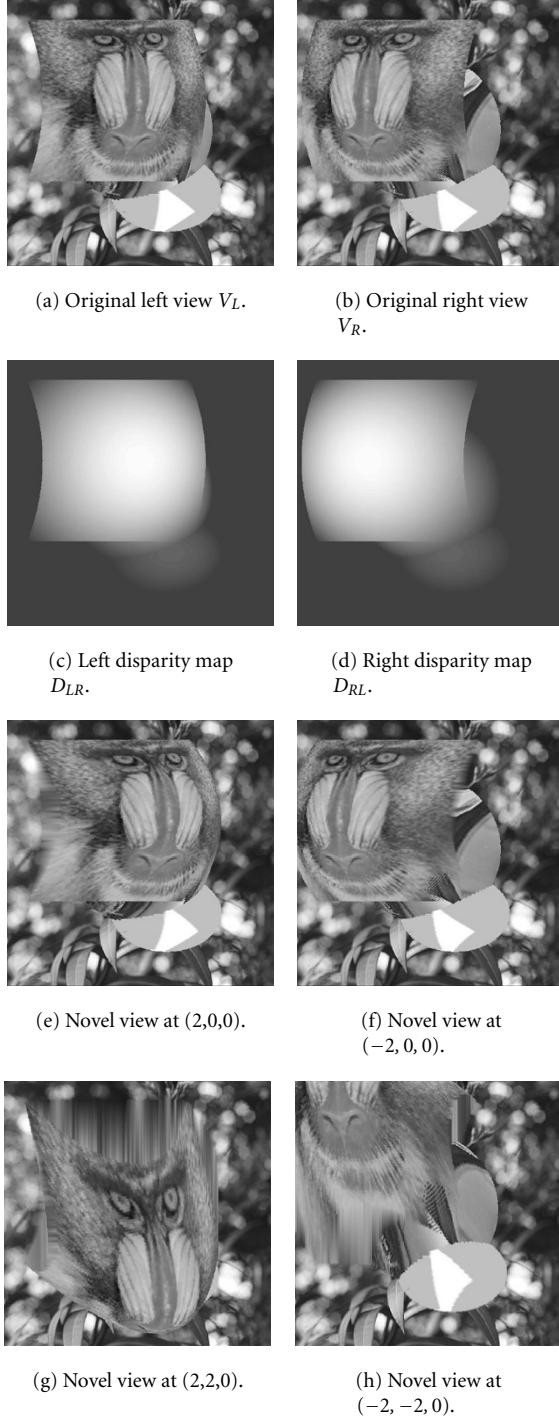 (a) Original left view V_L.
(b) Original right view
V_R.
(c) Left disparity map
D_LR.
(d) Right disparity map
D_RL.
(e) Novel view at (2,0,0).
(f) Novel view at
(−2, 0, 0).
(g) Novel view at (2,2,0).
(h) Novel view at
(−2, −2, 0).